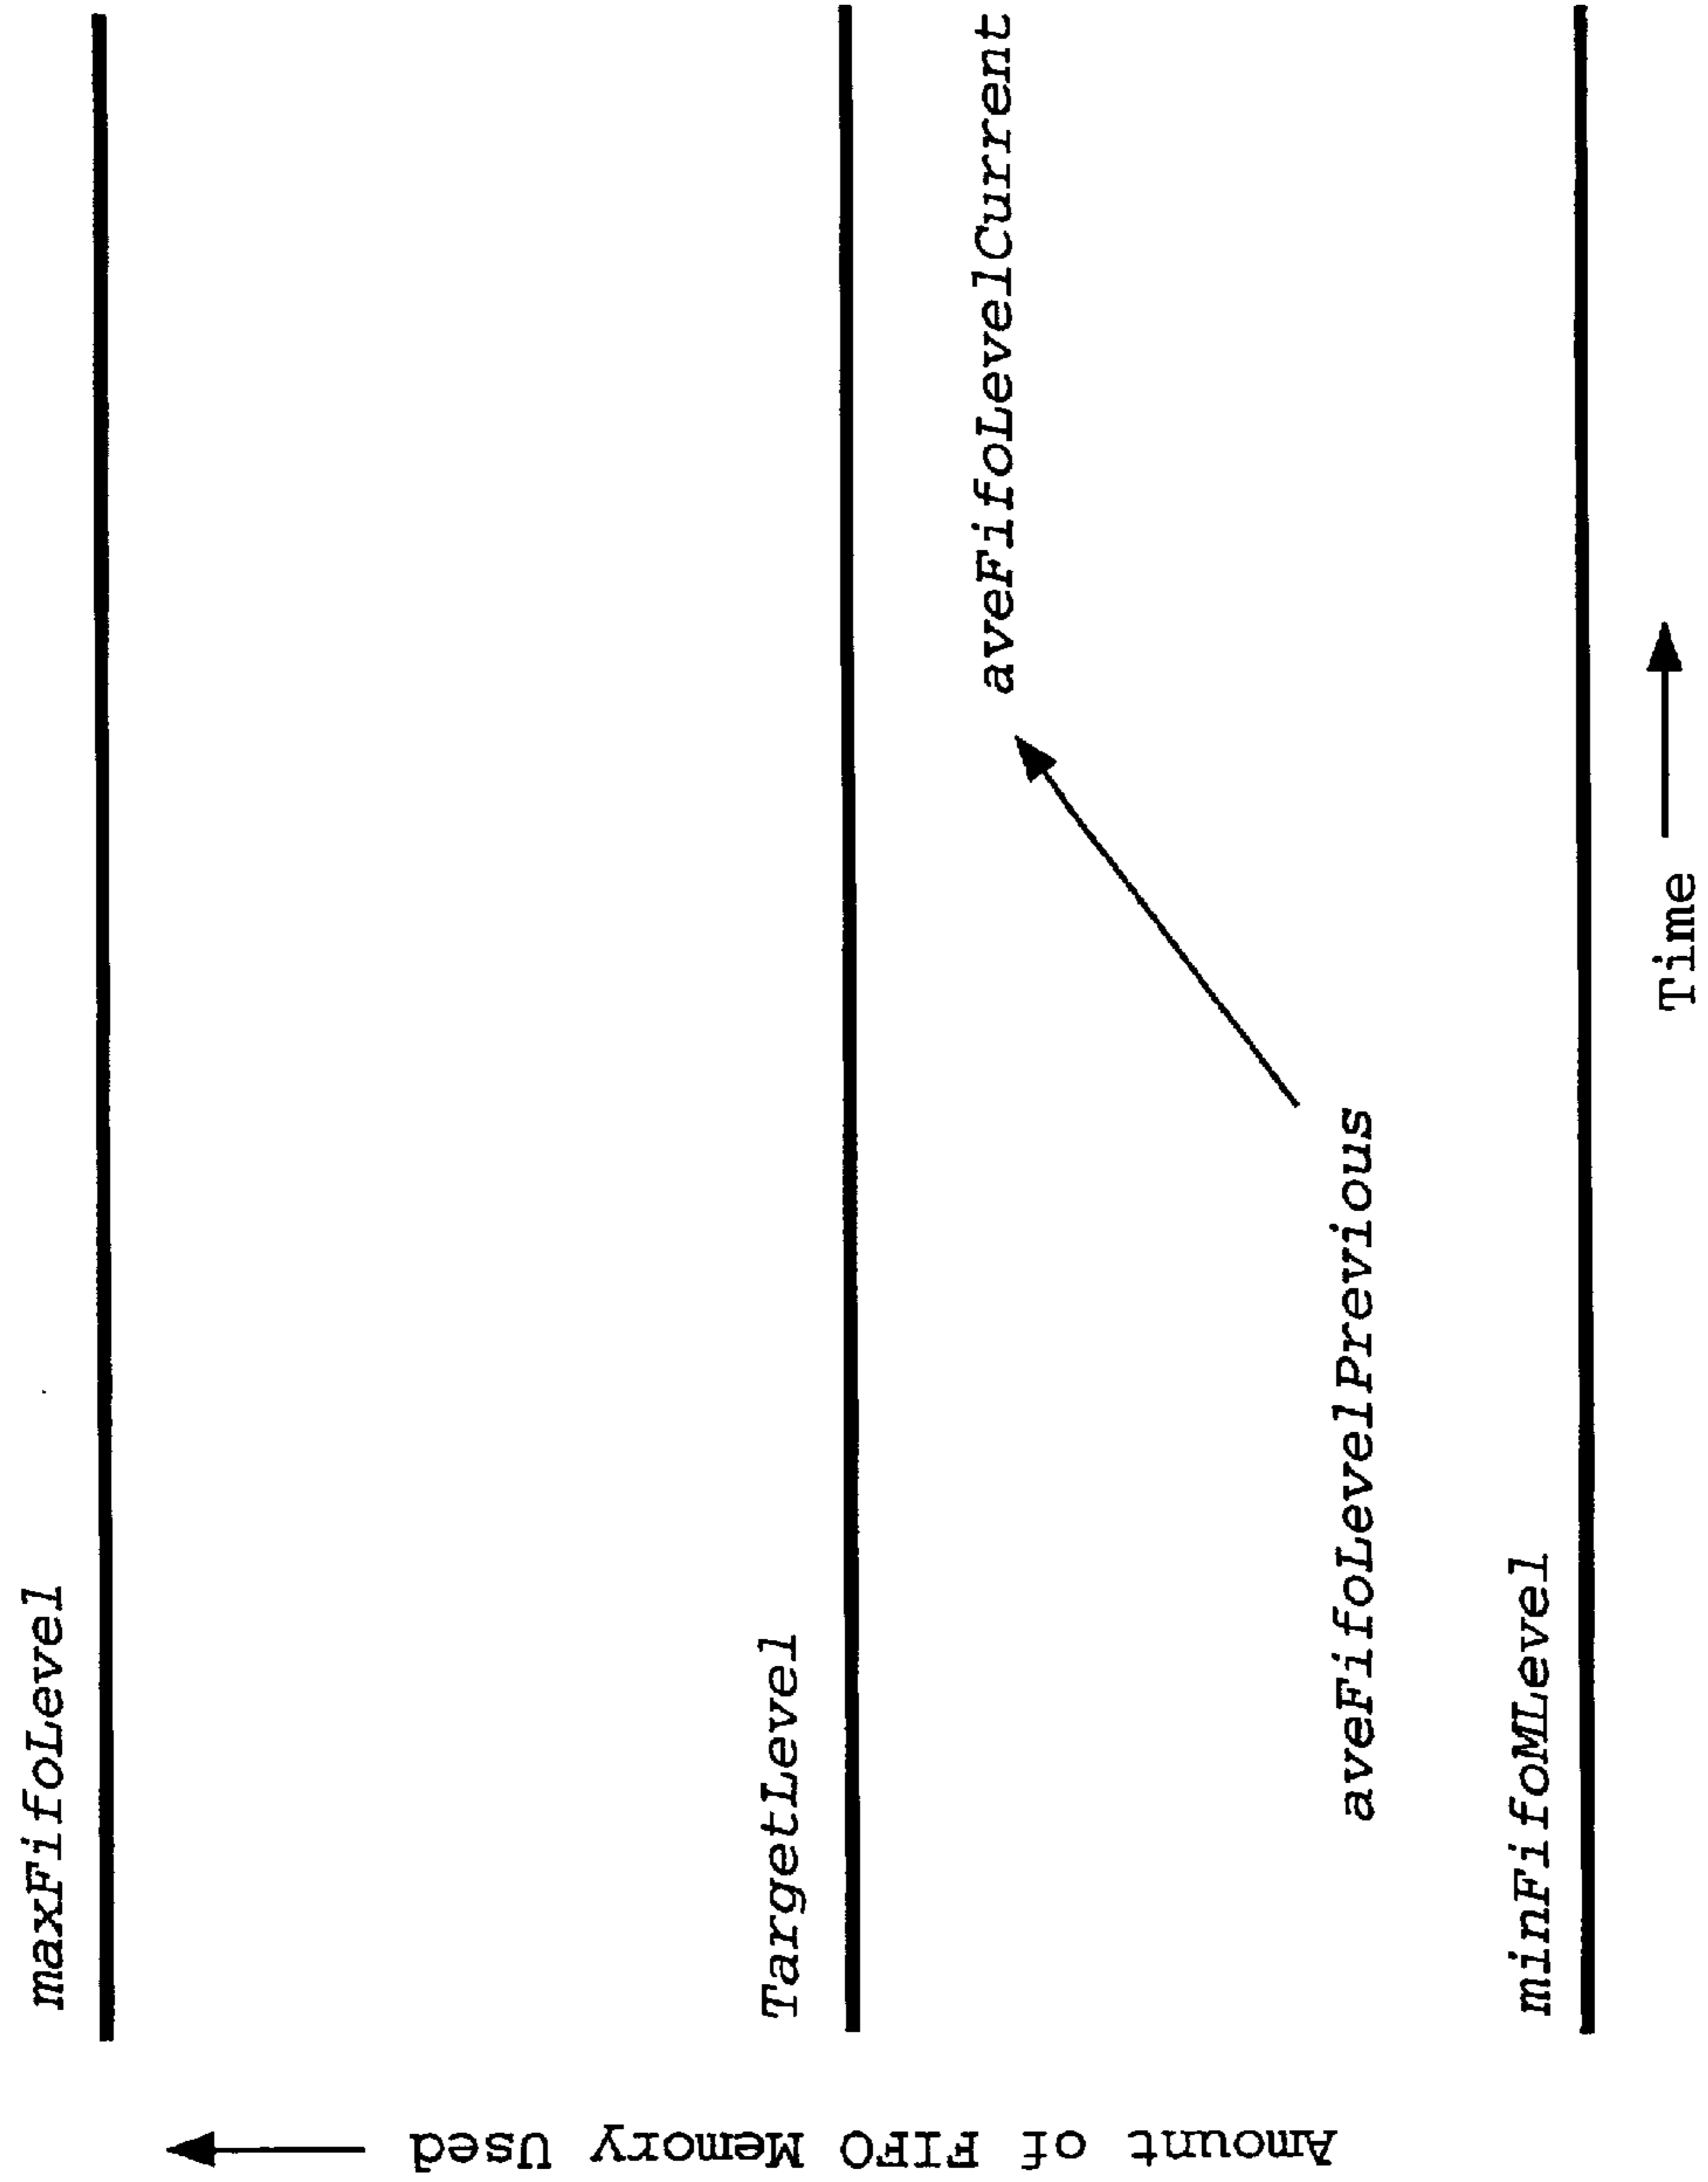 maxFifoLevel
TargetLevel
aveFifoLevelCurrent
aveFifoLevelPrevious
minFifoMLevel
Amount of FIFO Memory Used
Time